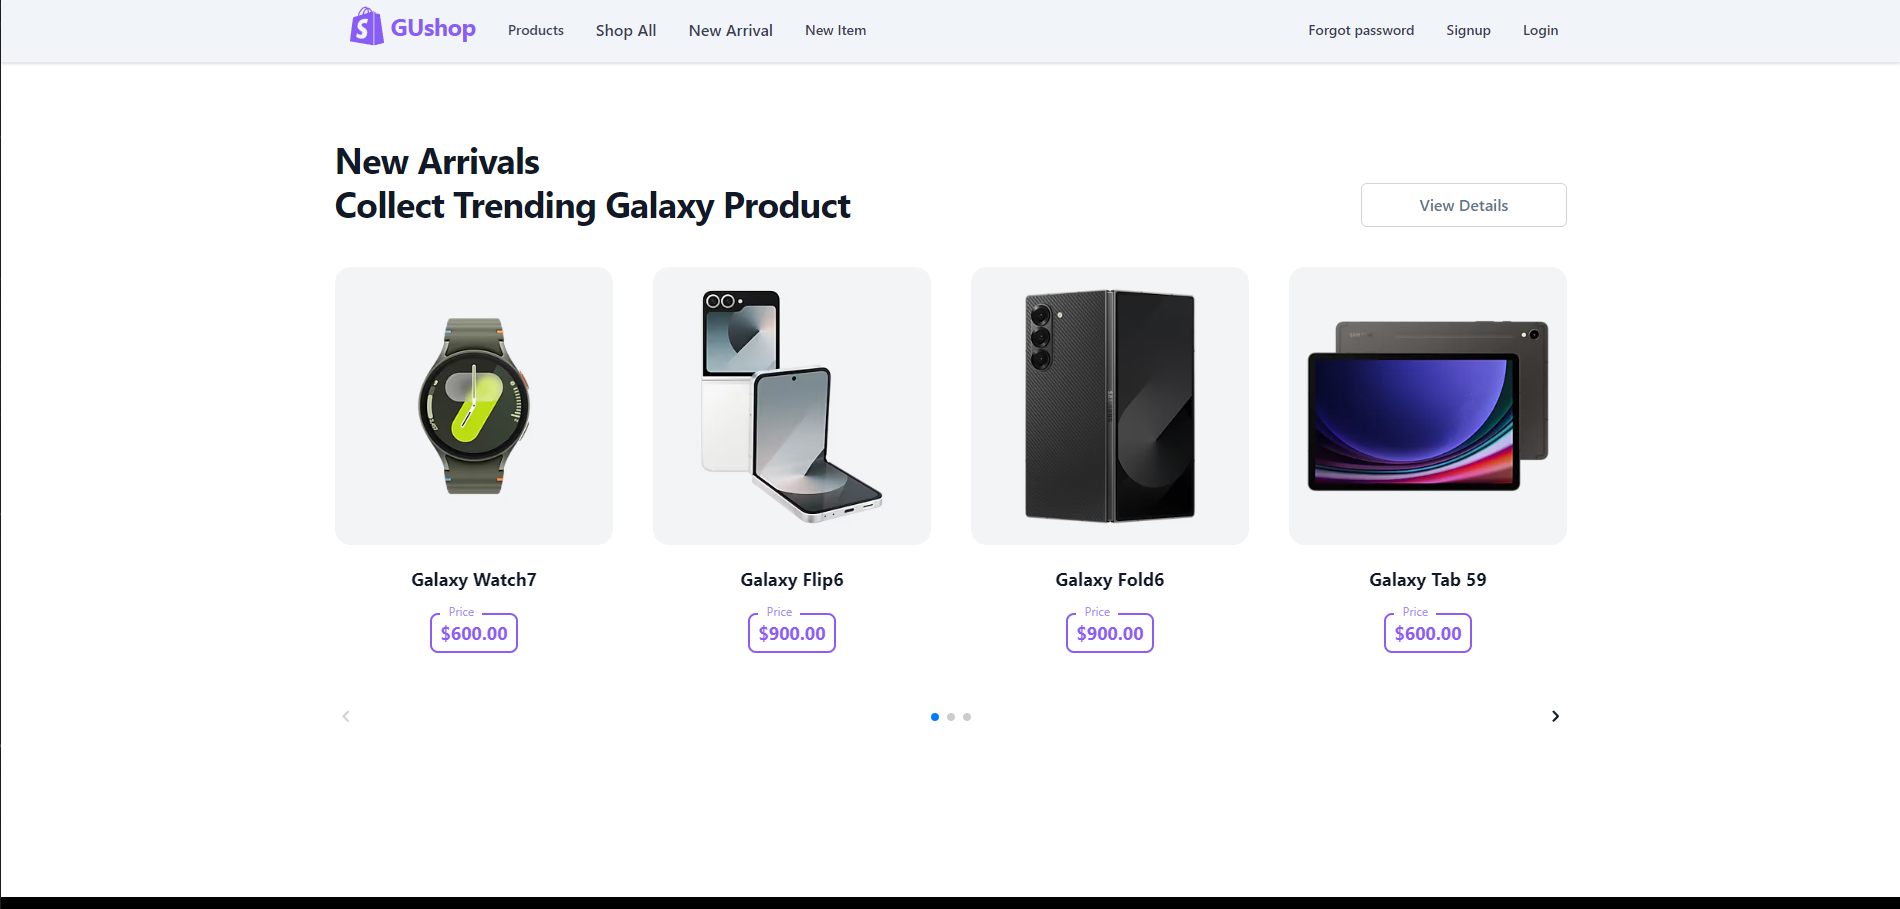 GUshop Products Shop All New Arrival New Item Forgot password Signup Login
New Arrivals
Collect Trending Galaxy Product
View Details
Galaxy Watch7 Galaxy Flip6 Galaxy Fold6 Galaxy Tab 59
Price Price Price Price
$600.00 $900.00 $900.00 $600.00